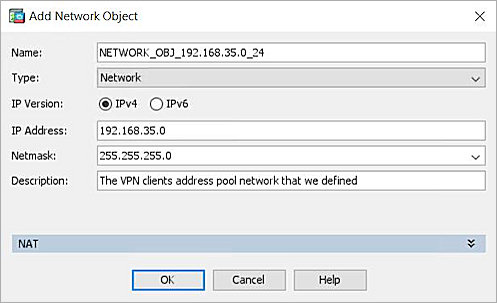 Add Network Object
Name: NETWORK_OBJ_192.168.35.0_24
Type: Network
IP Version: IPv4 IPv6
IP Address: 192.168.35.0
Netmask: 255.255.255.0
Description: The VPN clients address pool network that we defined
NAT
OK Cancel Help